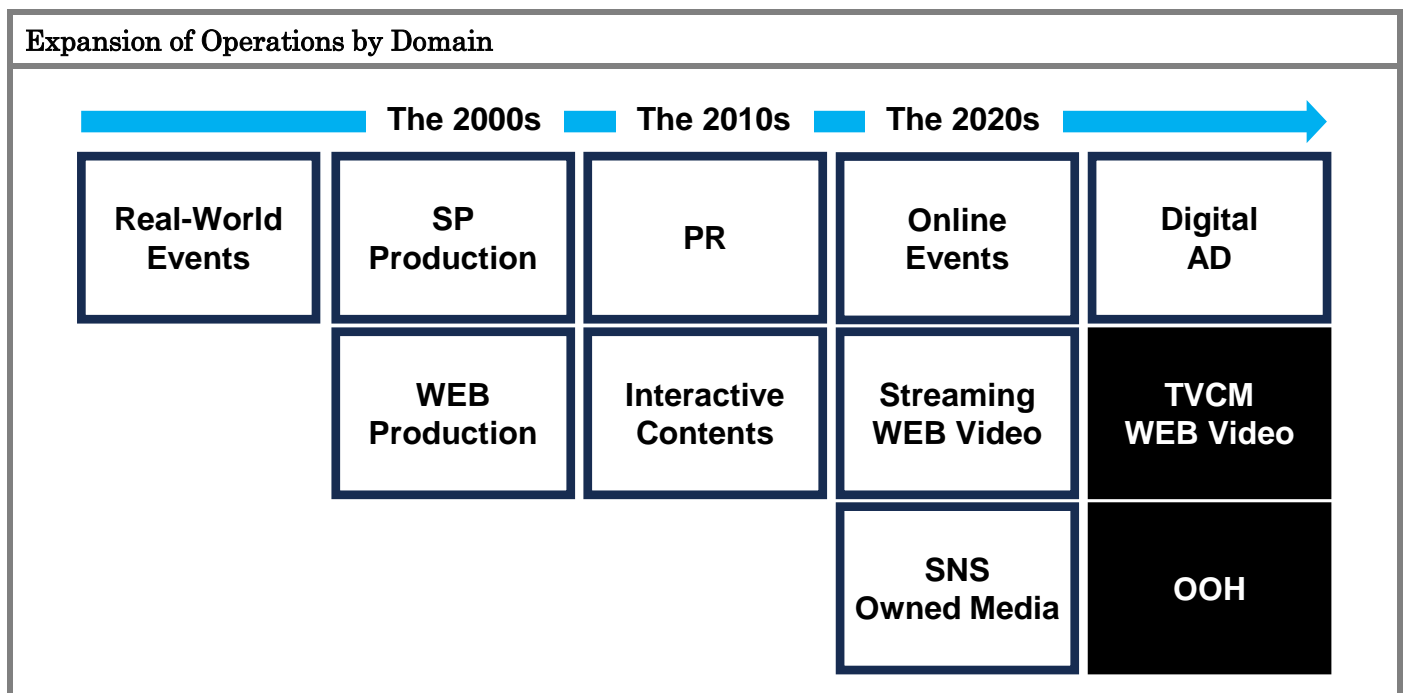 Expansion of Operations by Domain
The 2000s The 2010s The 2020s
Real-World
Events
SP
Production
PR
Online
Events
Digital
AD
WEB
Production
Interactive
Contents
Streaming
WEB Video
TVCM
WEB Video
SNS
Owned Media
OOH